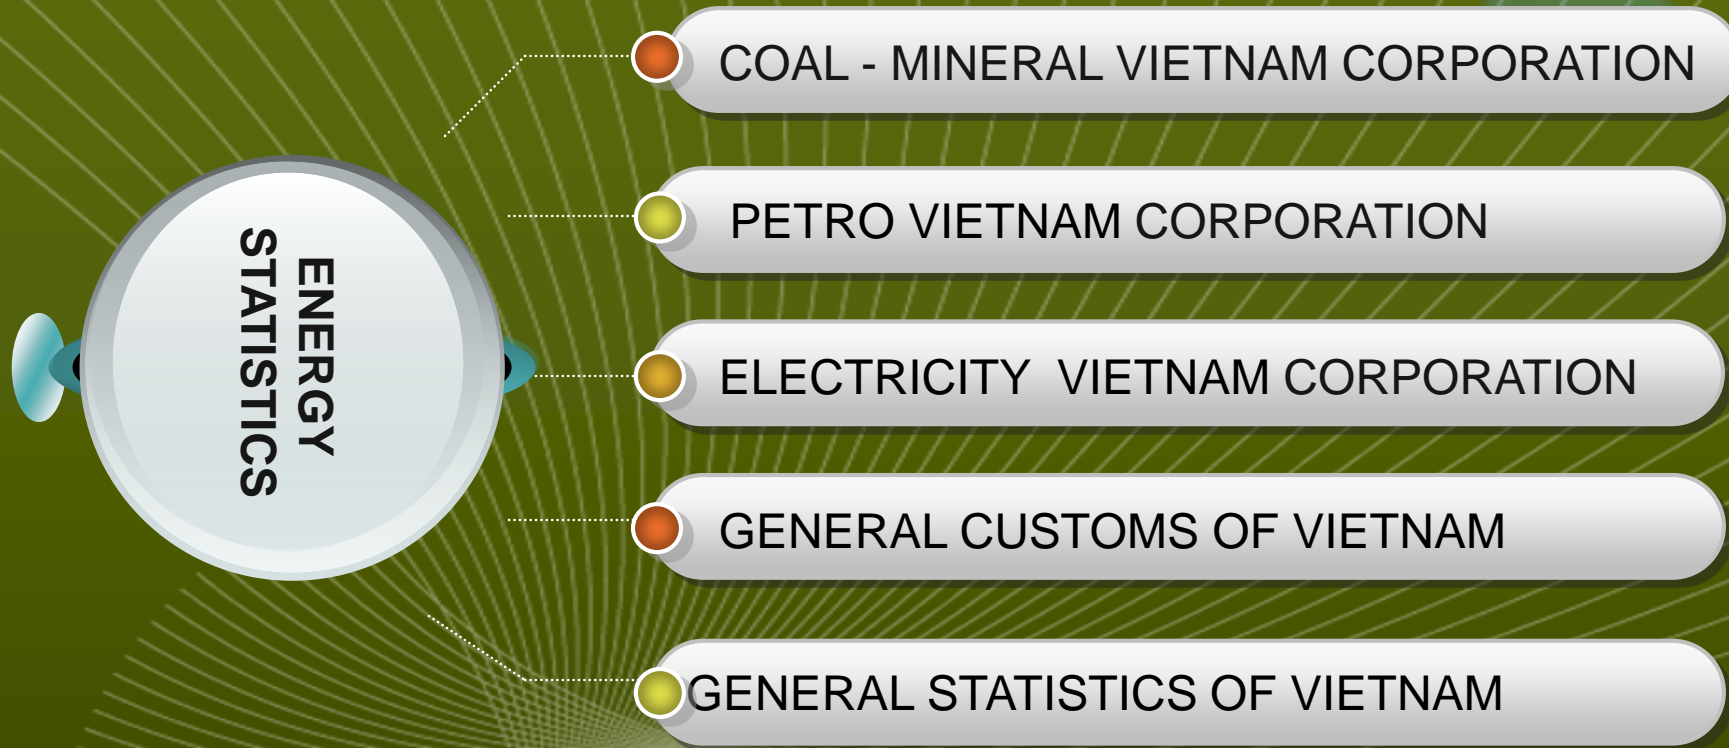 ENERGY
STATISTICS
COAL - MINERAL VIETNAM CORPORATION
PETRO VIETNAM CORPORATION
ELECTRICITY VIETNAM CORPORATION
GENERAL CUSTOMS OF VIETNAM
GENERAL STATISTICS OF VIETNAM